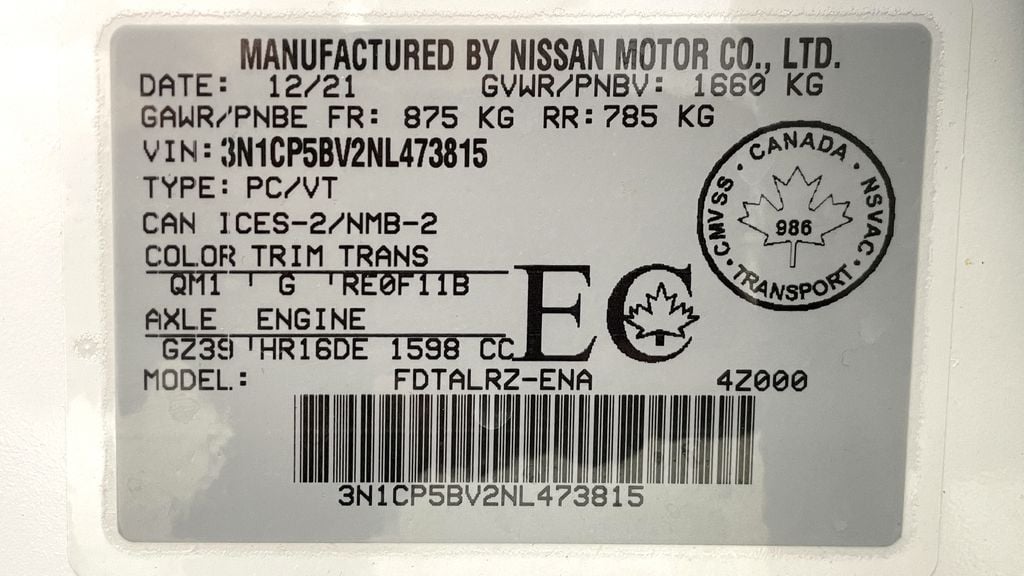 MANUFACTURED BY NISSAN MOTOR CO., LTD.
DATE: 12/21 GVWR/PNBV: 1660 KG
GAWR/PNBE FR: 875 KG RR:785 KG
VIN:3N1CP5BV2NL473815
TYPE: PC/VT
CAN ICES-2/NMB-2
COLOR TRIM TRANS
QM1 ' G 'RE0F11B
AXLE ENGINE
GZ39 'HR16DE 1598 CC
EC
MODEL.: FDTALRZ-ENA 4Z000
3N1CP5BV2NL473815
· CANADA · NSVAC · TRANSPORT · CMVSS
986